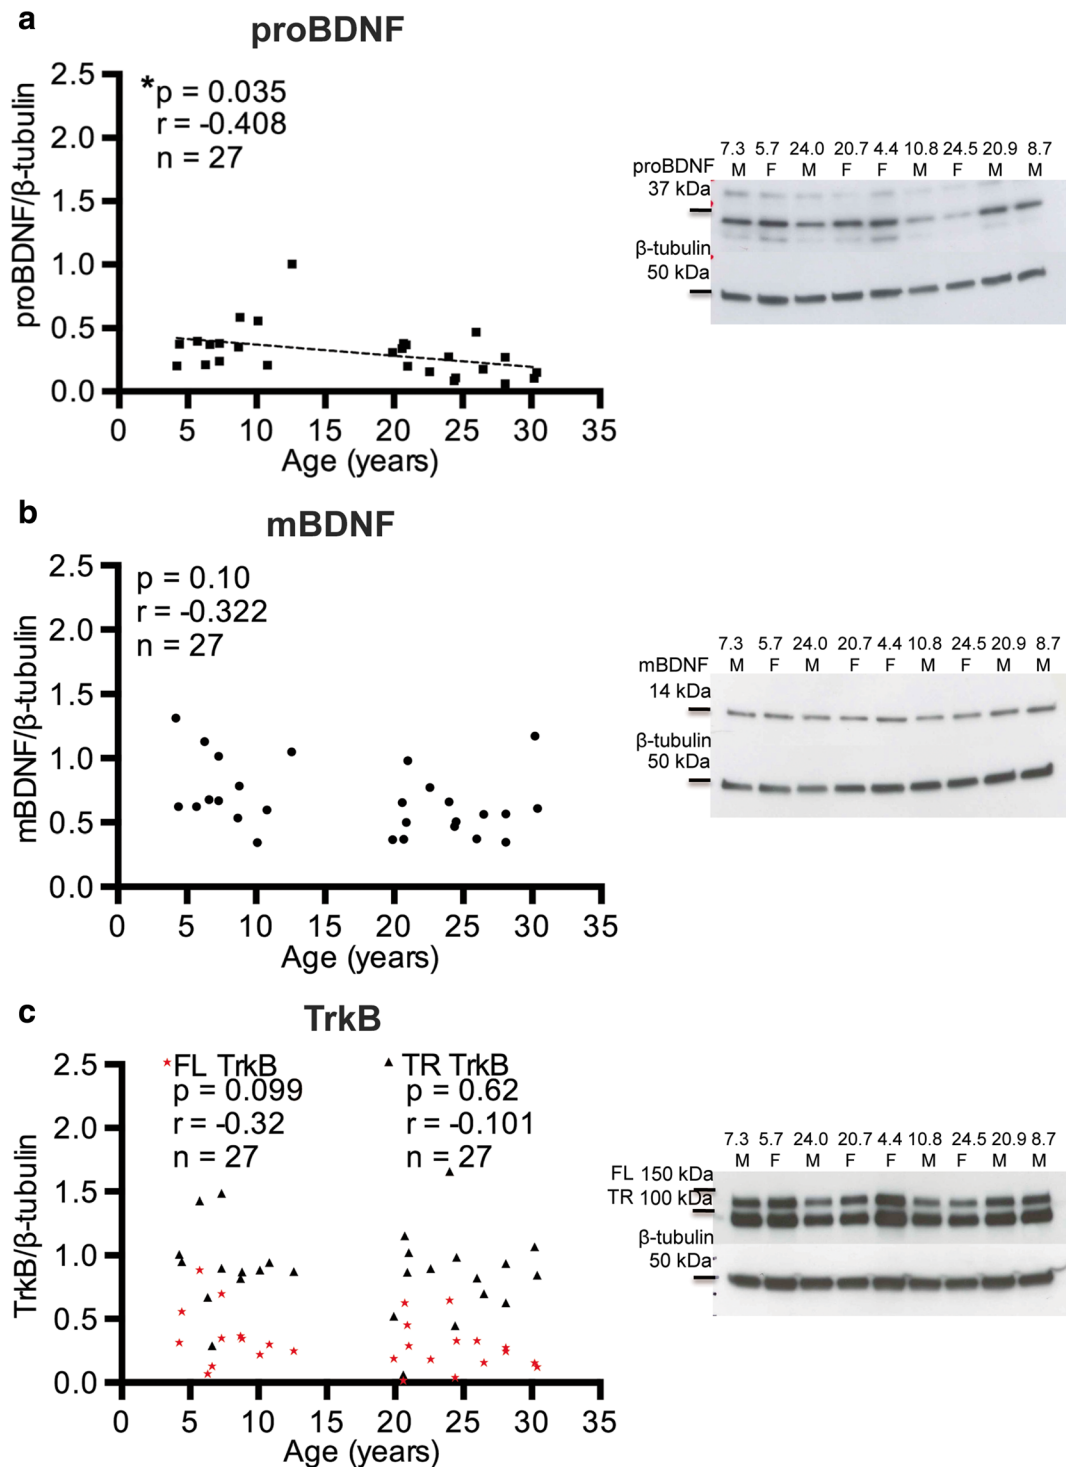 a
proBDNF
2.5
2.0
1.5
1.0
0.5
0.0
proBDNF/β-tubulin
*p = 0.035
r = -0.408
n = 27
0 5 10 15 20 25 30 35
Age (years)
7.3 5.7 24.0 20.7 4.4 10.8 24.5 20.9 8.7
proBDNF M F M F F M F M M
37 kDa
β-tubulin
50 kDa
b
mBDNF
2.5
2.0
1.5
1.0
0.5
0.0
mBDNF/β-tubulin
p = 0.10
r = -0.322
n = 27
0 5 10 15 20 25 30 35
Age (years)
7.3 5.7 24.0 20.7 4.4 10.8 24.5 20.9 8.7
mBDNF M F M F F M F M M
14 kDa
β-tubulin
50 kDa
c
TrkB
2.5
2.0
1.5
1.0
0.5
0.0
TrkB/β-tubulin
FL TrkB
p = 0.099
r = -0.32
n = 27
TR TrkB
p = 0.62
r = -0.101
n = 27
0 5 10 15 20 25 30 35
Age (years)
7.3 5.7 24.0 20.7 4.4 10.8 24.5 20.9 8.7
M F M F F M F M M
FL 150 kDa
TR 100 kDa
β-tubulin
50 kDa